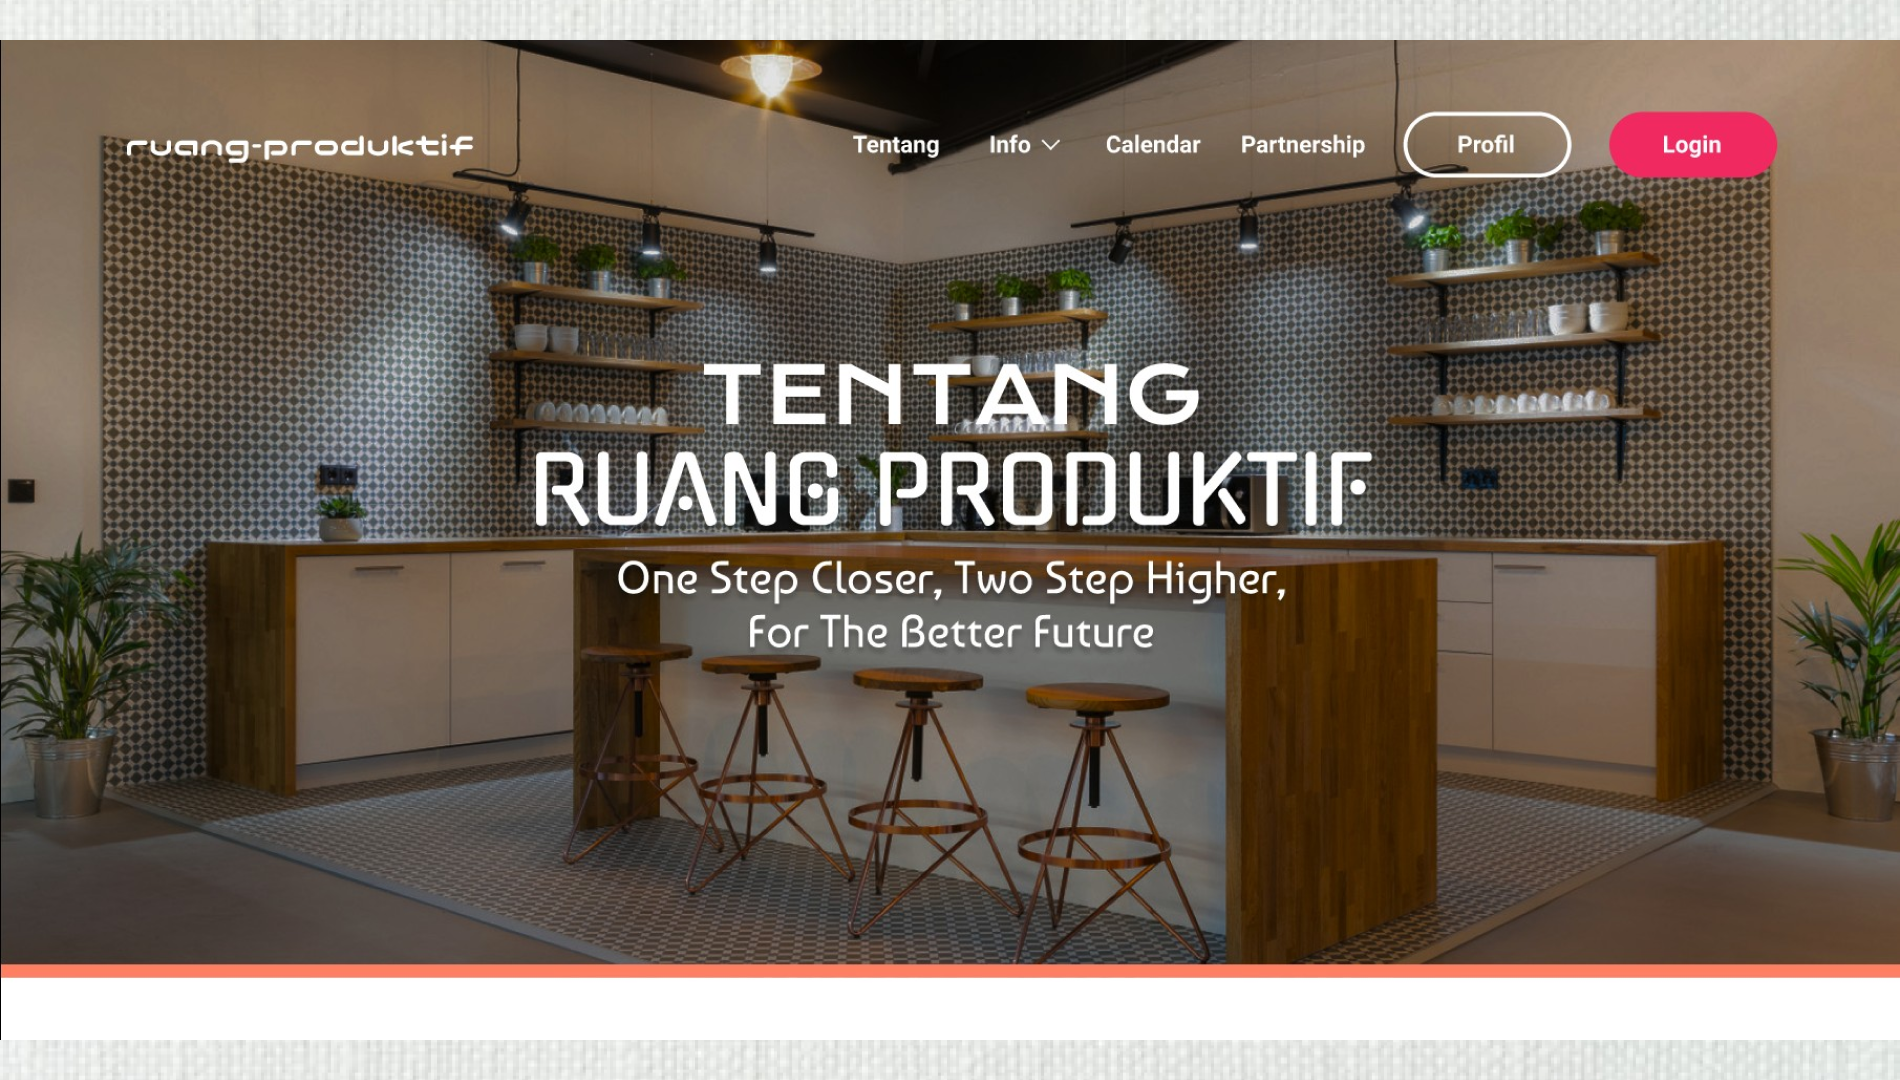 ruang-produktif
Tentang Info Calendar Partnership Profil Login
TENTANG
RUANG PRODUKTIF
One Step Closer, Two Step Higher,
For The Better Future